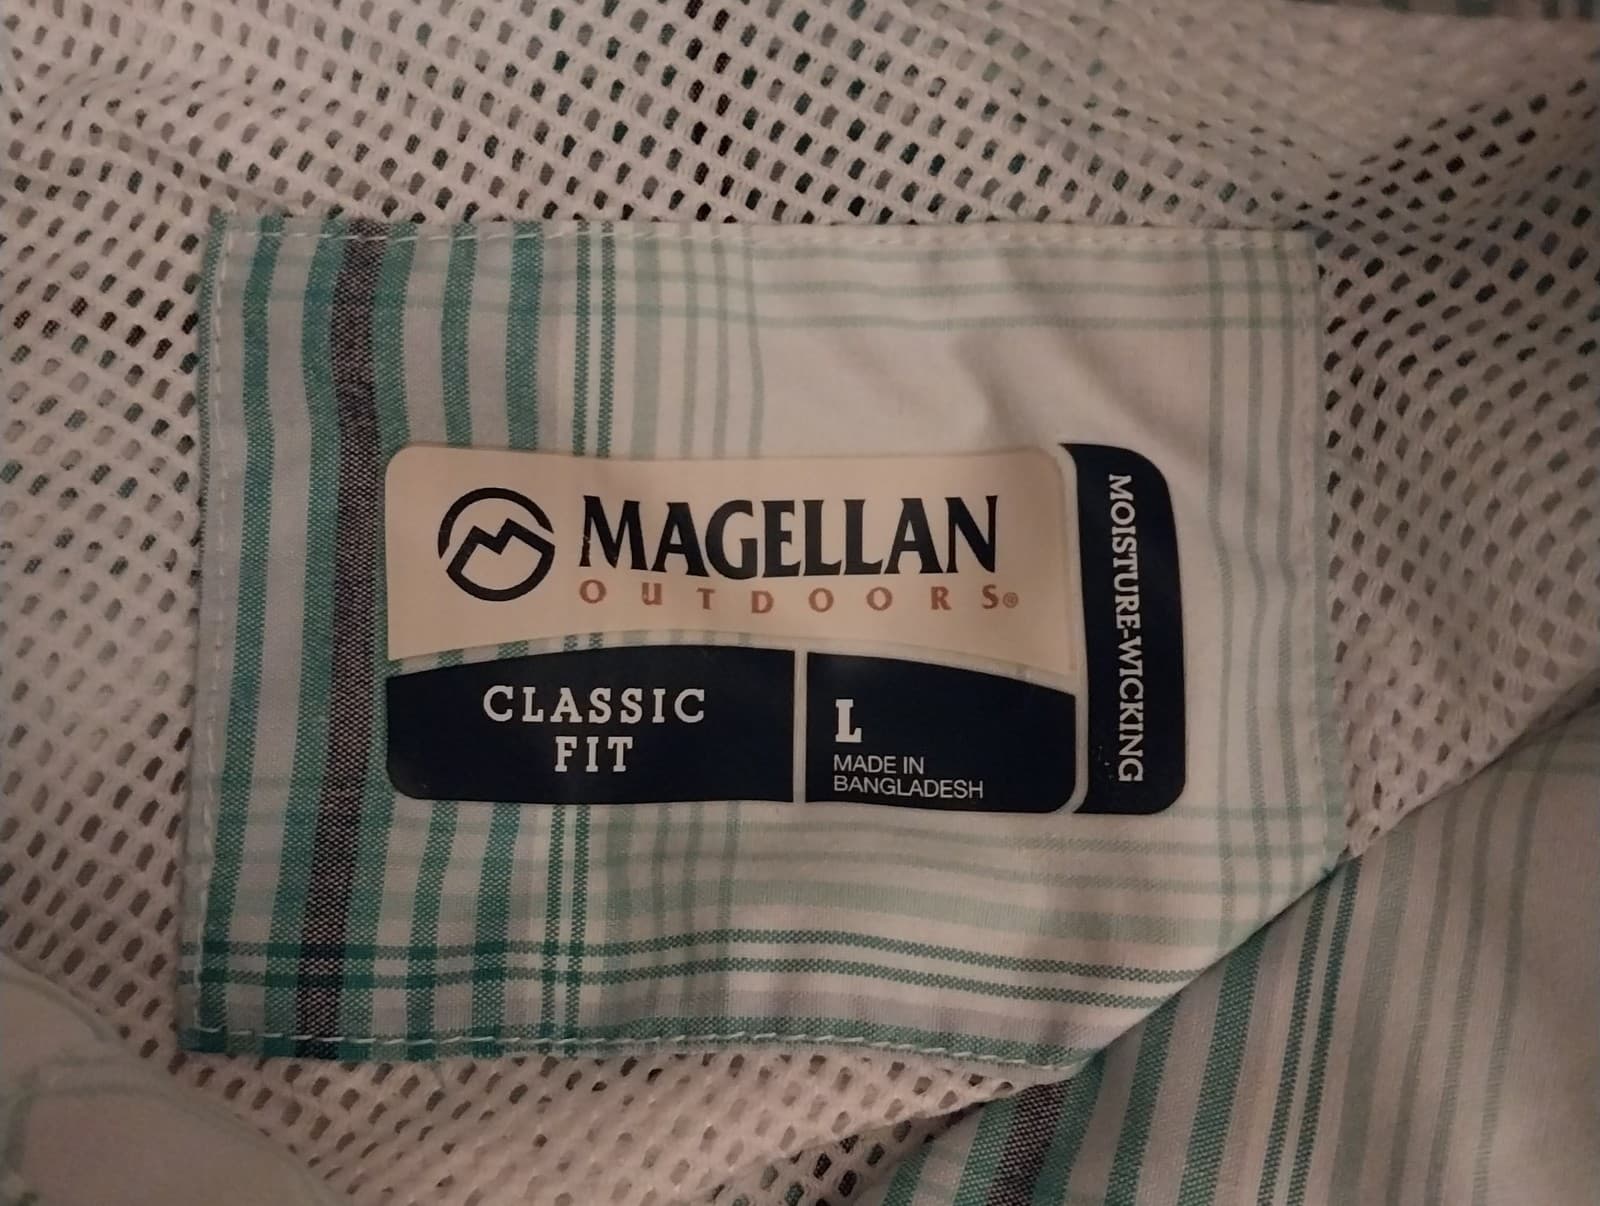 MAGELLAN
OUTDOORS®
CLASSIC
FIT
L
MADE IN
BANGLADESH
MOISTURE-WICKING